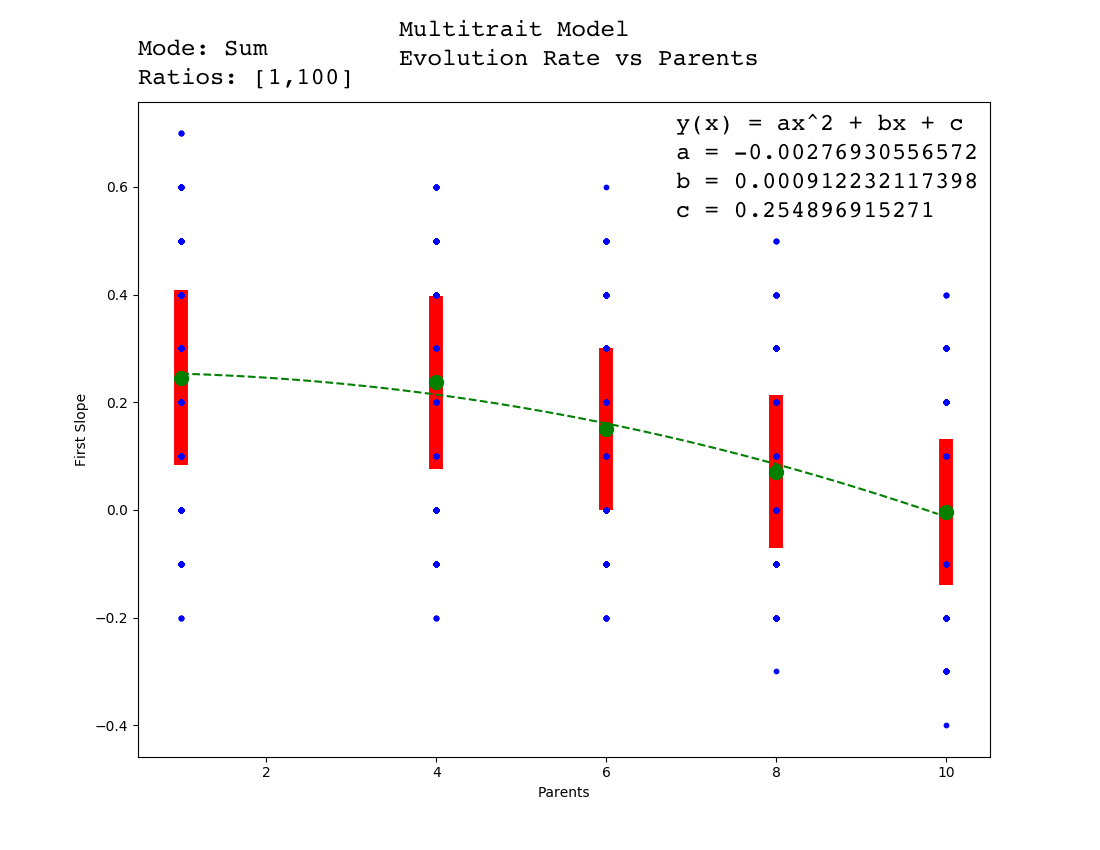 Multitrait Model
Evolution Rate vs Parents
Mode: Sum
Ratios: [1,100]
y(x) = ax^2 + bx + c
a = -0.00276930556572
b = 0.000912232117398
c = 0.254896915271
0.6
0.4
0.2
0.0
−0.2
−0.4
First Slope
2 4 6 8 10
Parents